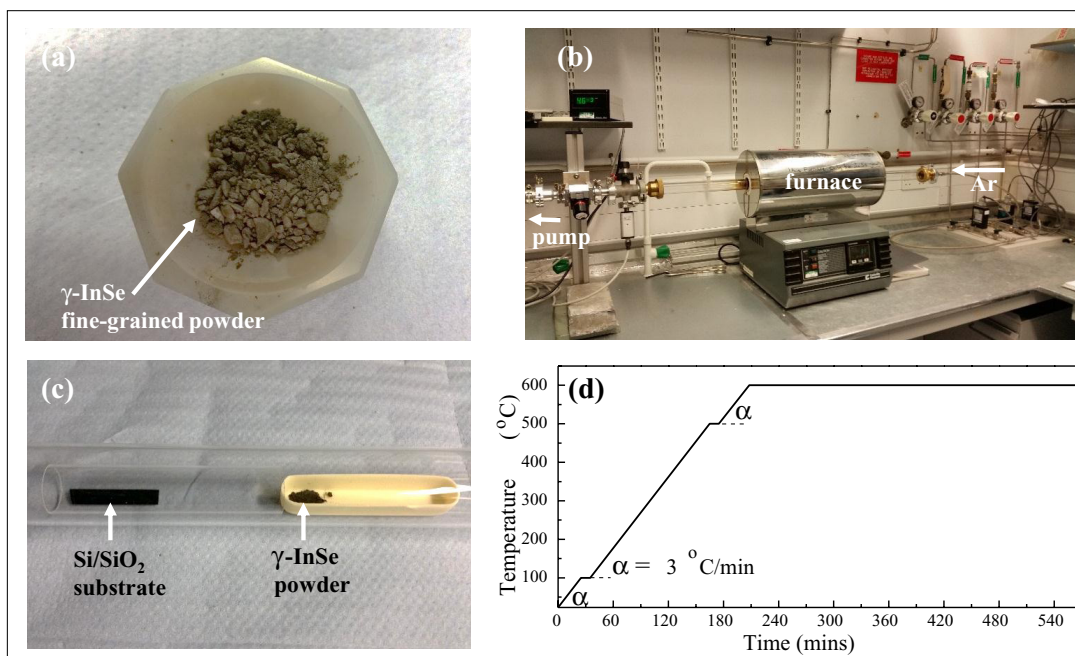 (a)
γ-InSe
fine-grained powder
(b)
furnace
Ar
pump
(c)
Si/SiO₂
substrate
γ-InSe
powder
(d)
Temperature (°C)
600
500
400
300
200
100
α
α = 3 °C/min
α
0 60 120 180 240 300 360 420 480 540
Time (mins)